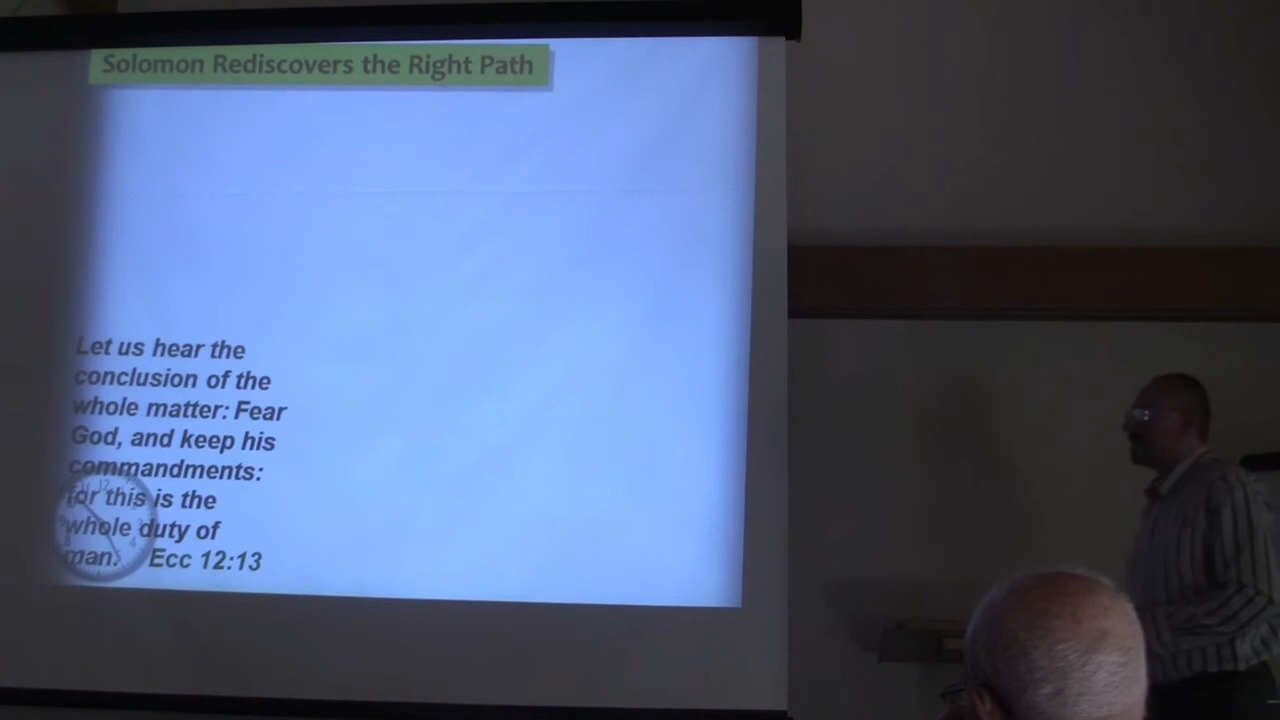 Solomon Rediscovers the Right Path
Let us hear the
conclusion of the
whole matter: Fear
God, and keep his
commandments:
for this is the
whole duty of
man. Ecc 12:13